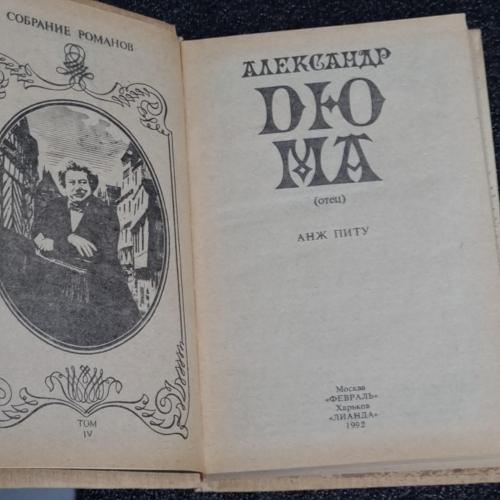 СОБРАНИЕ РОМАНОВ
ТОМ
IV
АЛЕКСАНДР
ДЮ
МА
(отец)
АНЖ ПИТУ
Москва
«ФЕВРАЛЬ»
Харьков
«ЛИАНДА»
1992